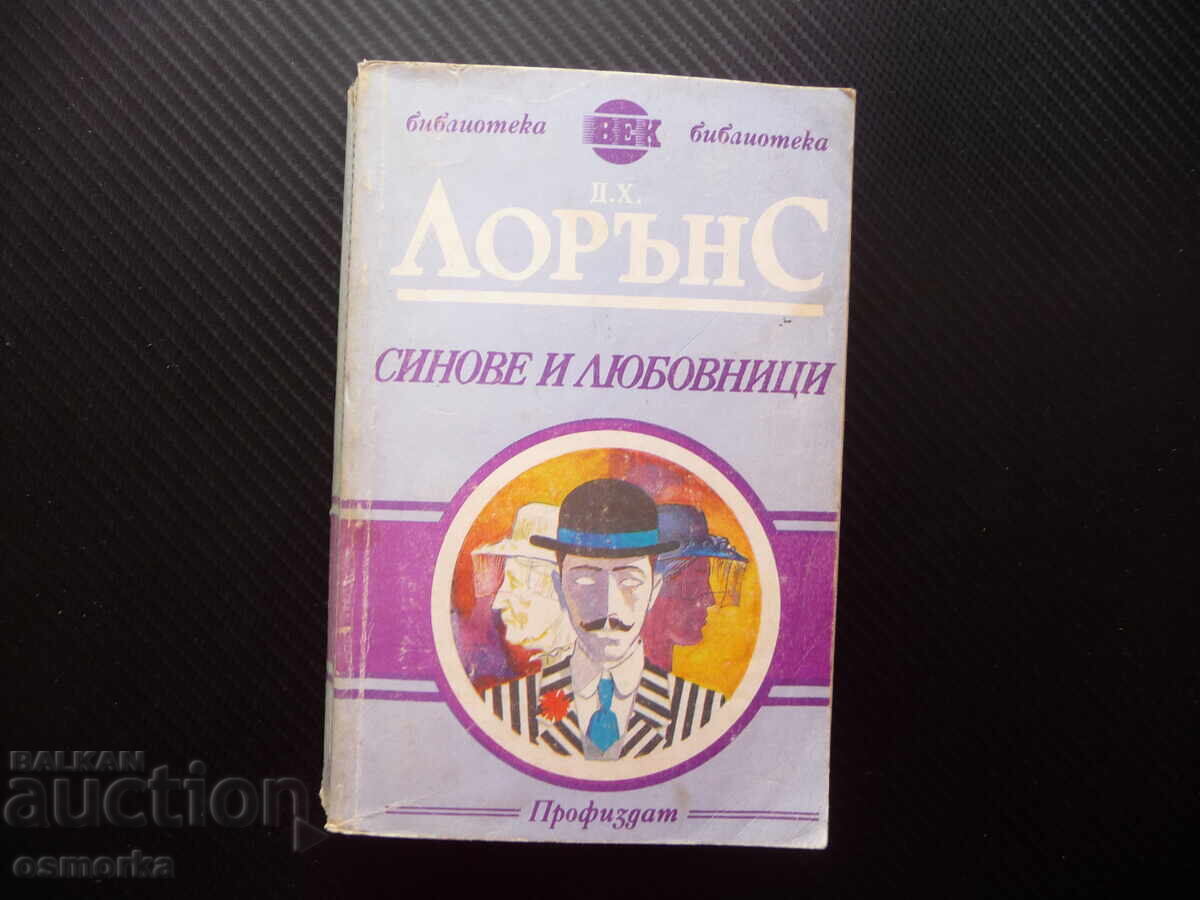 библиотека ВЕК библиотека
Д.Х.
ЛОРЪНС
СИНОВЕ И ЛЮБОВНИЦИ
Профиздат
BALKAN
auction
osmorka